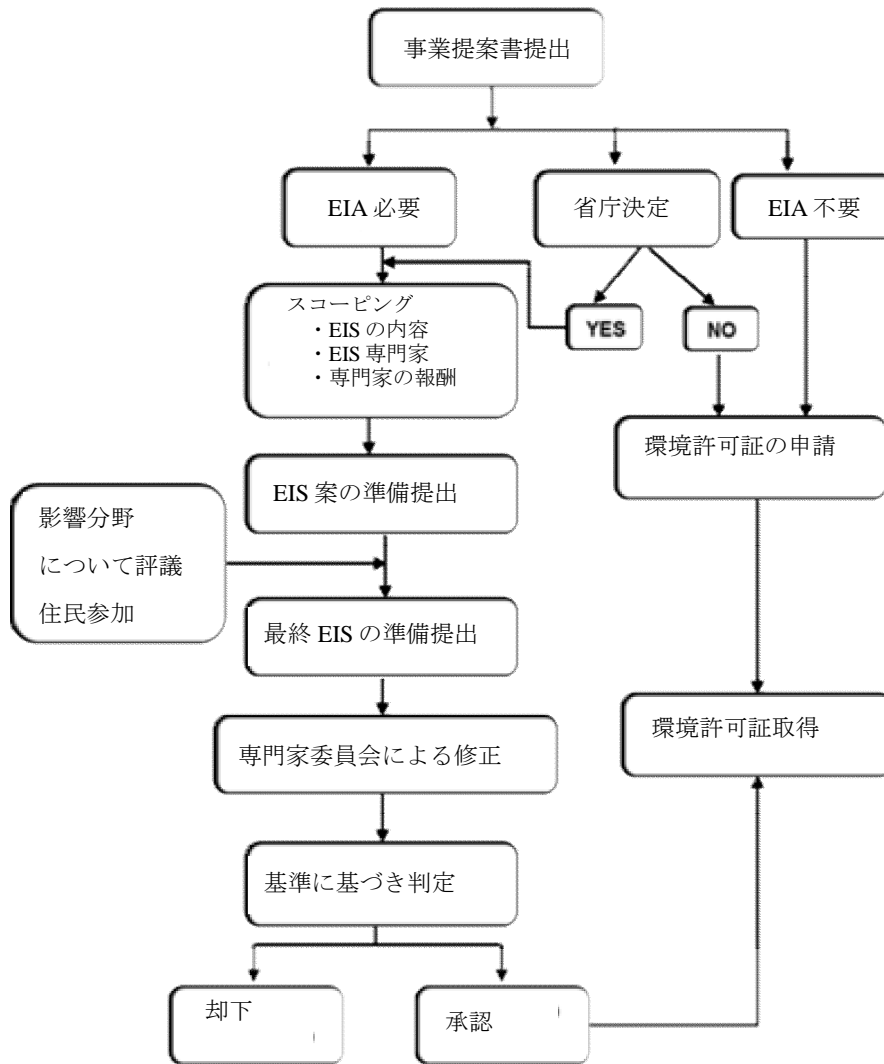 事業提案書提出
EIA 必要
省庁決定
EIA 不要
スコーピング
・EIS の内容
・EIS 専門家
・専門家の報酬
YES
NO
環境許可証の申請
EIS 案の準備提出
影響分野
について評議
住民参加
最終 EIS の準備提出
専門家委員会による修正
環境許可証取得
基準に基づき判定
却下
承認